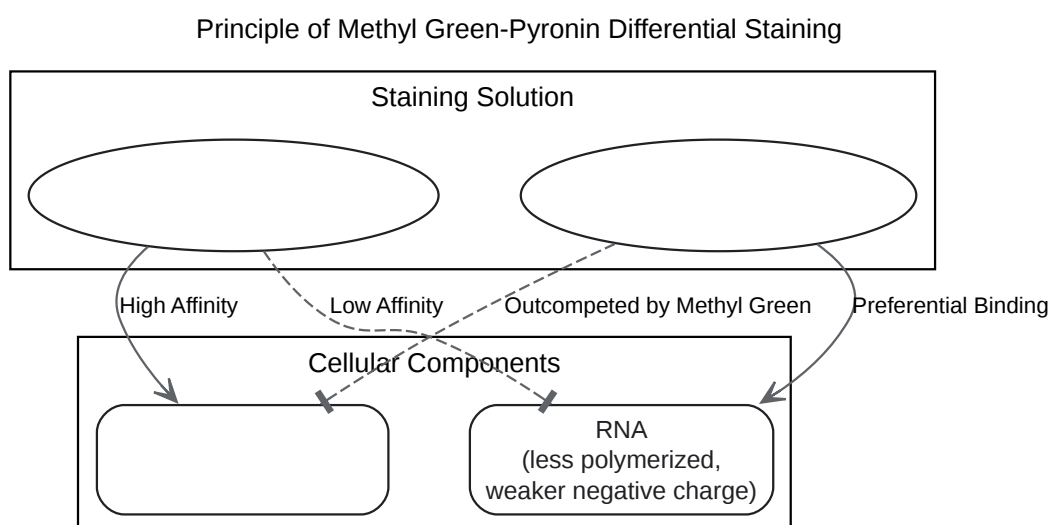 Principle of Methyl Green-Pyronin Differential Staining
Staining Solution
High Affinity
Low Affinity
Outcompeted by Methyl Green
Preferential Binding
Cellular Components
RNA
(less polymerized,
weaker negative charge)